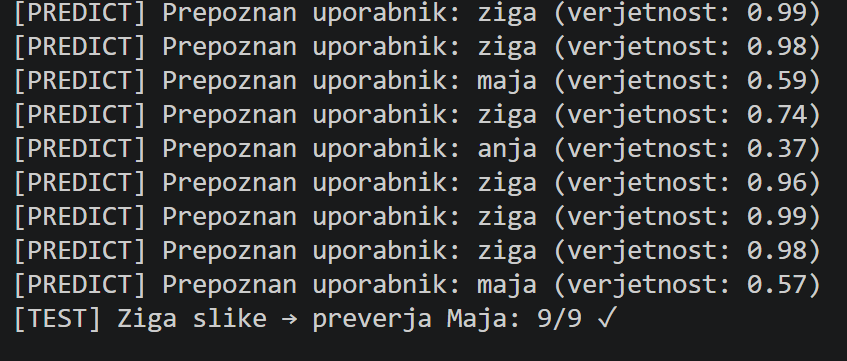 [PREDICT] Prepoznan uporabnik: ziga (verjetnost: 0.99)
[PREDICT] Prepoznan uporabnik: ziga (verjetnost: 0.98)
[PREDICT] Prepoznan uporabnik: maja (verjetnost: 0.59)
[PREDICT] Prepoznan uporabnik: ziga (verjetnost: 0.74)
[PREDICT] Prepoznan uporabnik: anja (verjetnost: 0.37)
[PREDICT] Prepoznan uporabnik: ziga (verjetnost: 0.96)
[PREDICT] Prepoznan uporabnik: ziga (verjetnost: 0.99)
[PREDICT] Prepoznan uporabnik: ziga (verjetnost: 0.98)
[PREDICT] Prepoznan uporabnik: maja (verjetnost: 0.57)
[TEST] Ziga slike → preverja Maja: 9/9 ✓